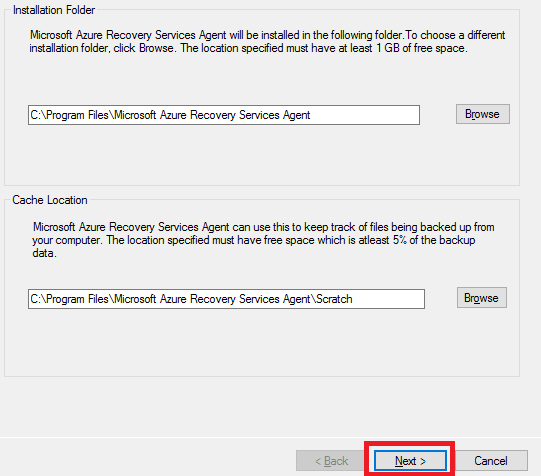 Installation Folder
Microsoft Azure Recovery Services Agent will be installed in the following folder.To choose a different
installation folder, click Browse. The location specified must have at least 1 GB of free space.
C:\Program Files\Microsoft Azure Recovery Services Agent
Browse
Cache Location
Microsoft Azure Recovery Services Agent can use this to keep track of files being backed up from
your computer. The location specified must have free space which is atleast 5% of the backup
data.
C:\Program Files\Microsoft Azure Recovery Services Agent\Scratch
Browse
< Back
Next >
Cancel